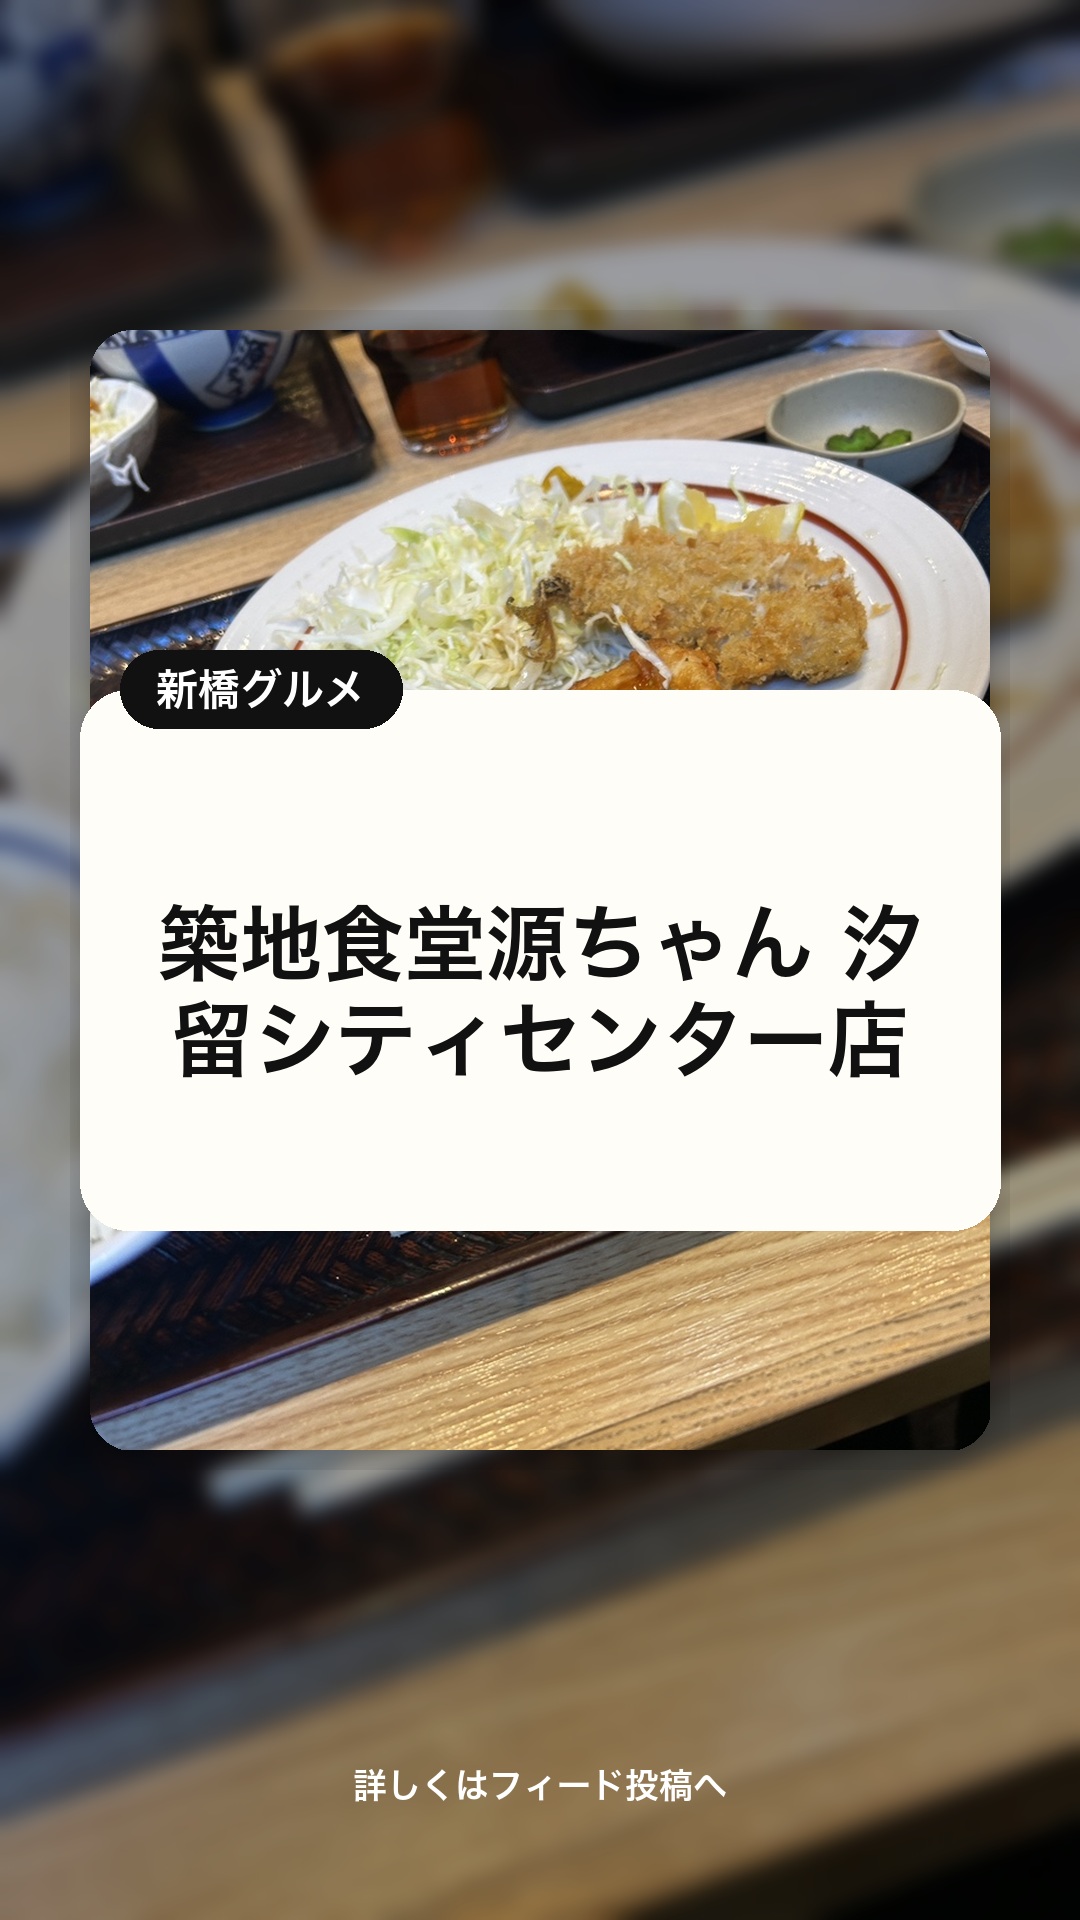 新橋グルメ
築地食堂源ちゃん 汐
留シティセンター店
詳しくはフィード投稿へ